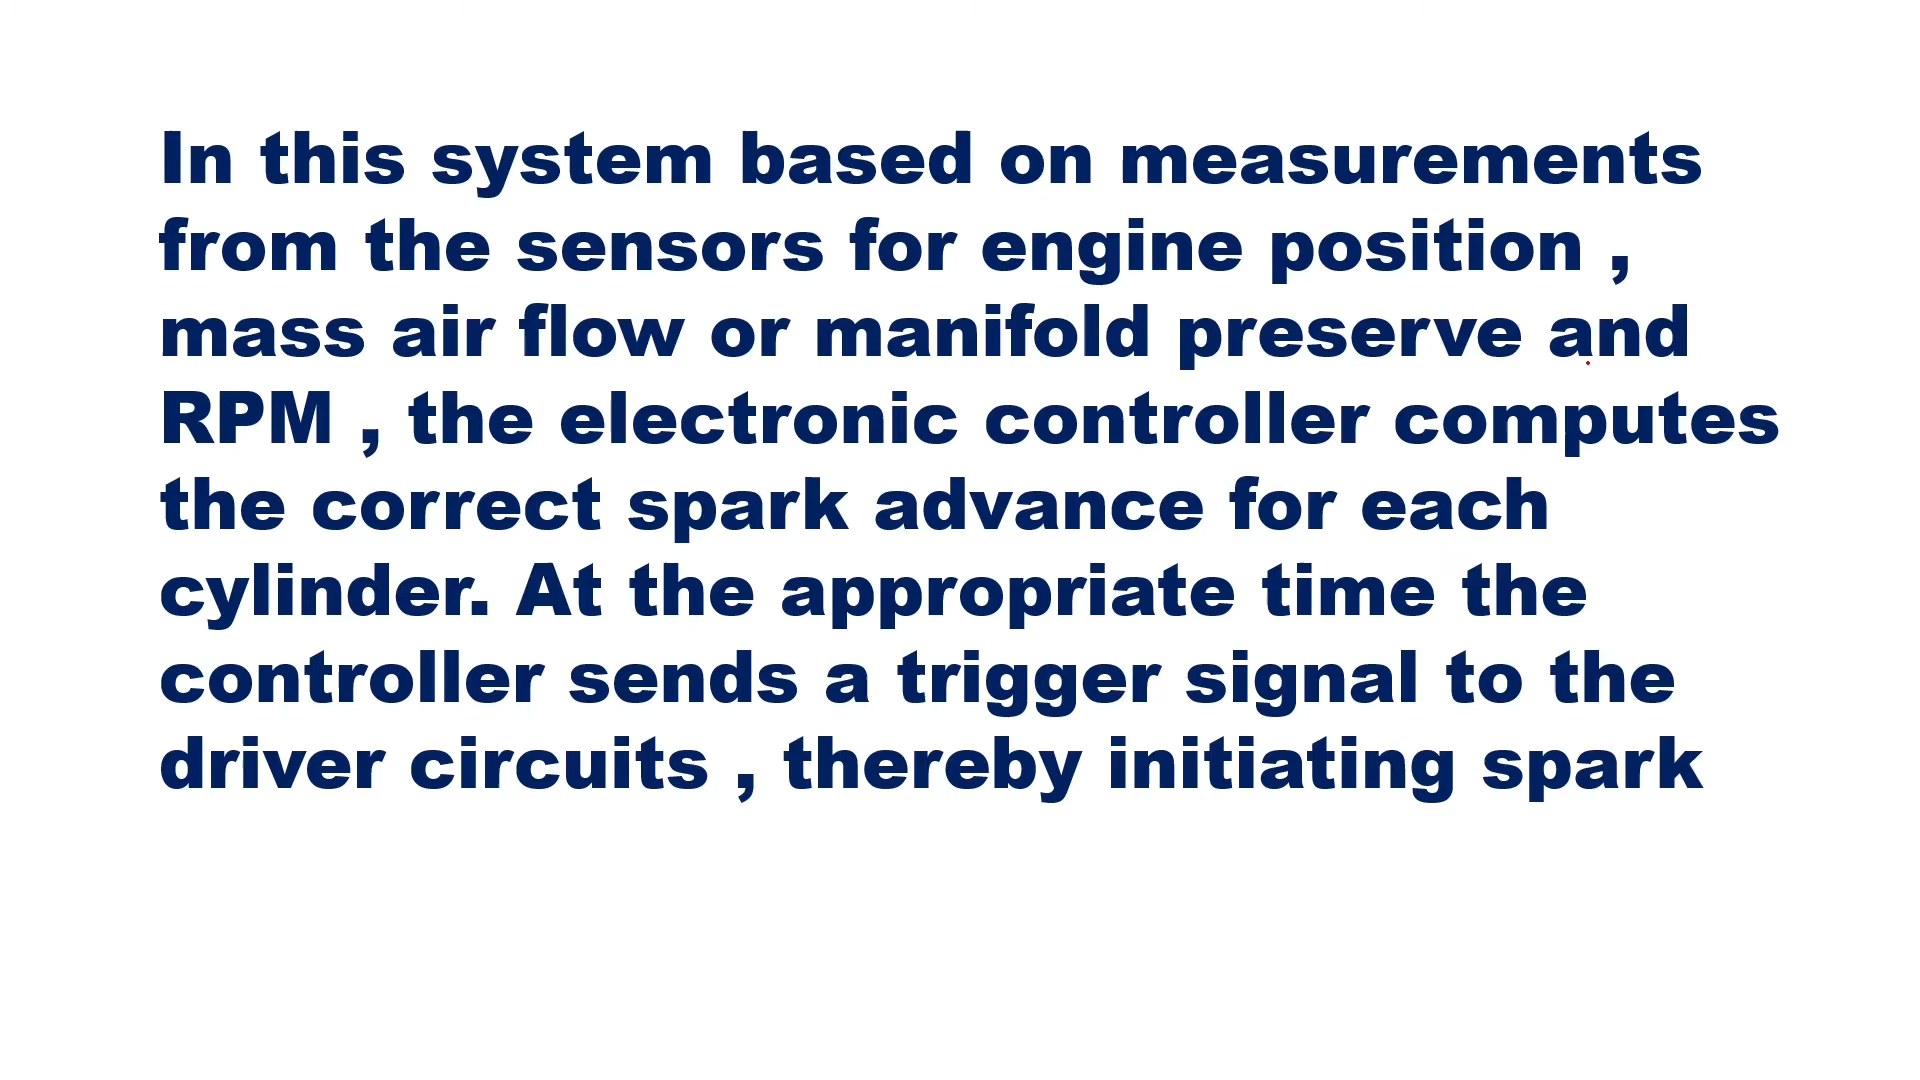 In this system based on measurements
from the sensors for engine position ,
mass air flow or manifold preserve and
RPM , the electronic controller computes
the correct spark advance for each
cylinder. At the appropriate time the
controller sends a trigger signal to the
driver circuits , thereby initiating spark